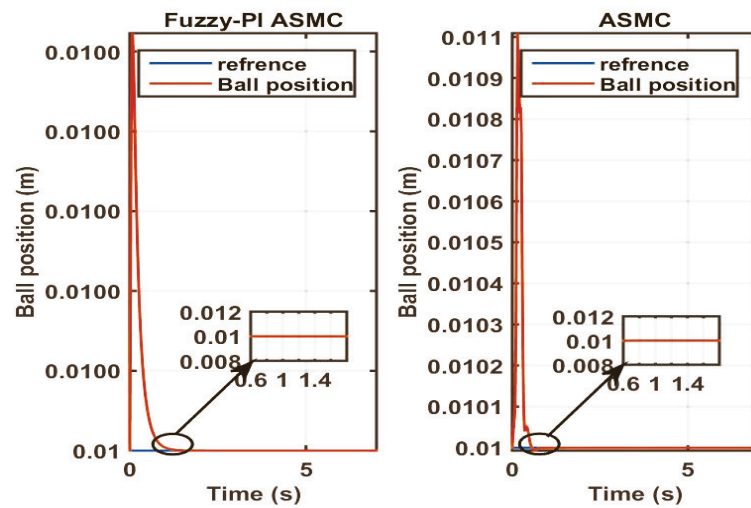 Fuzzy-PI ASMC
refrence
Ball position
Ball position (m)
0.0100
0.0100
0.0100
0.0100
0.0100
0.01
0.012
0.01
0.008
0.6 1 1.4
0 5
Time (s)
ASMC
refrence
Ball position
Ball position (m)
0.011
0.0109
0.0108
0.0106
0.0105
0.0104
0.0103
0.0102
0.0101
0.01
0.012
0.01
0.008
0.6 1 1.4
0 5
Time (s)